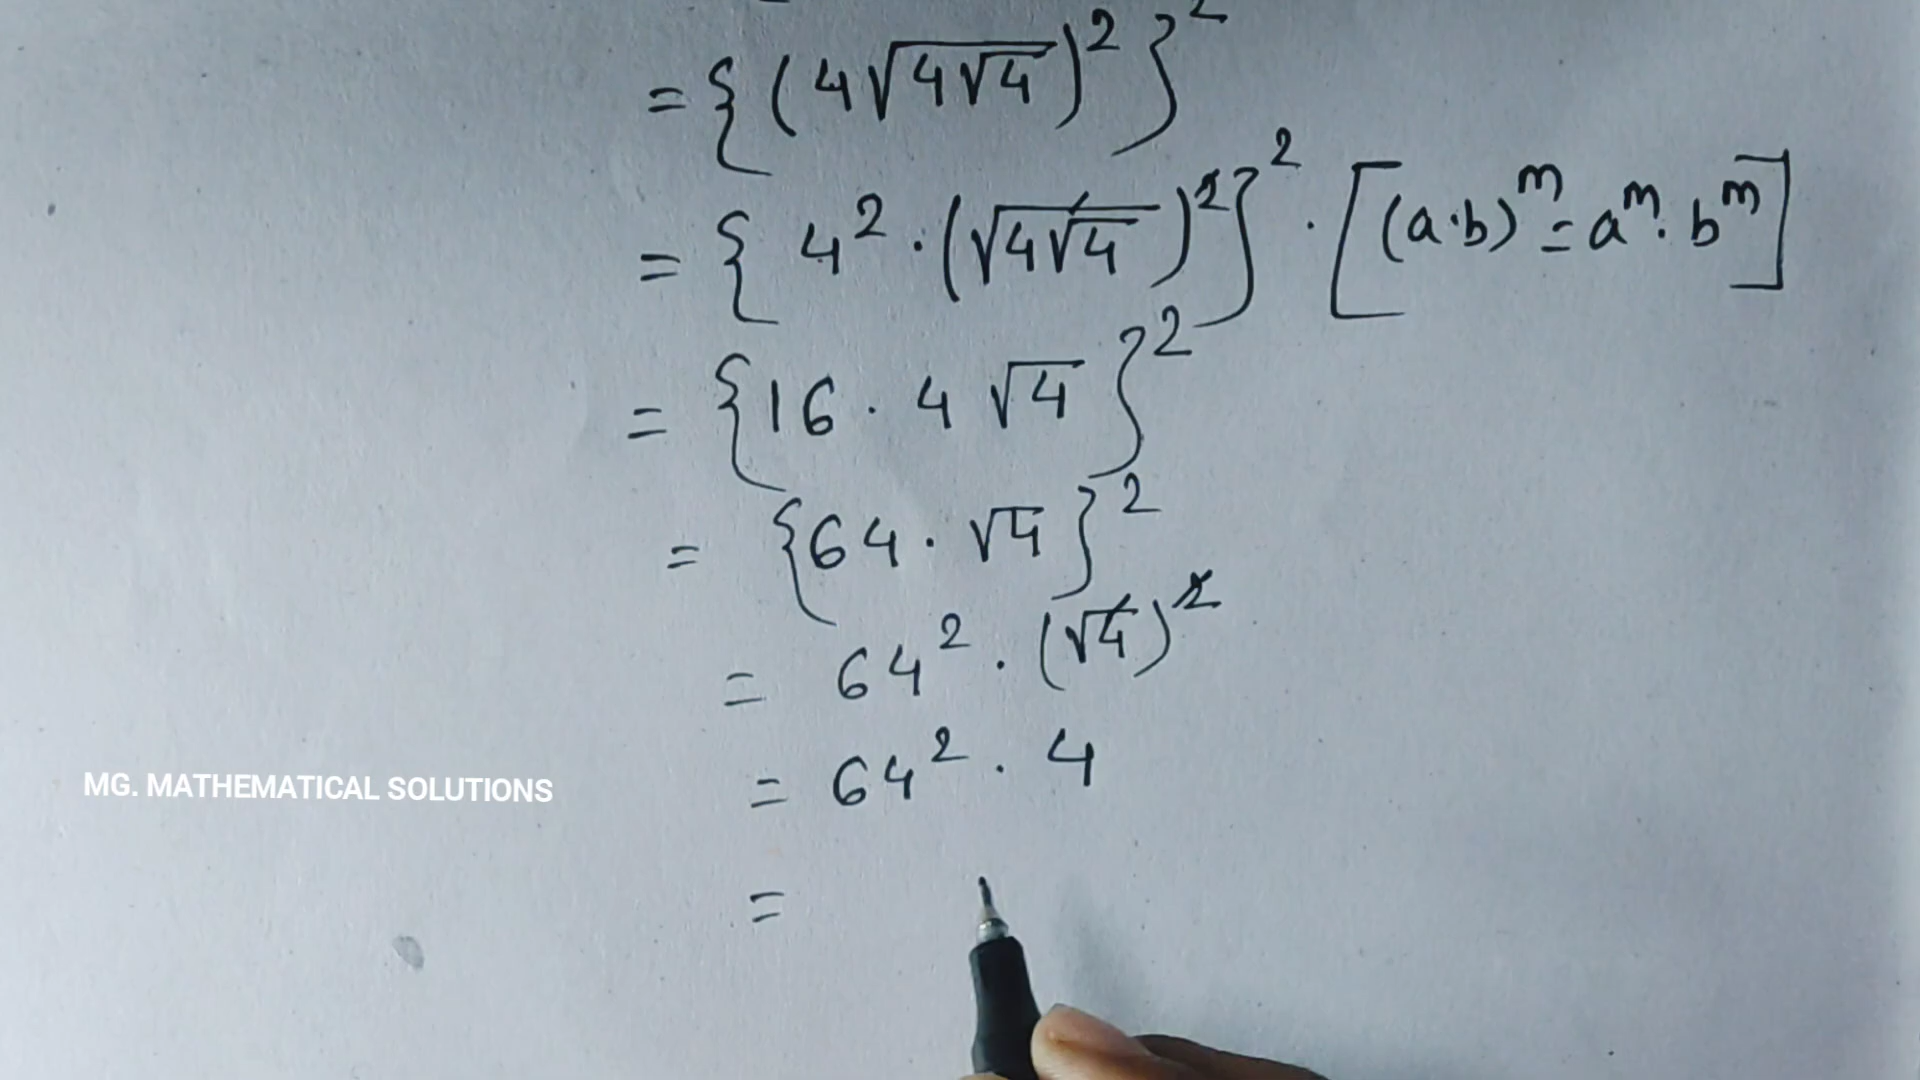 = {(4√(4√4))²}²
= {4² · (√(4√4))²}² · [(a·b)ᵐ = aᵐ · bᵐ]
= {16 · 4√4}²
= {64 · √4}²
= 64² · (√4)²
= 64² · 4
MG. MATHEMATICAL SOLUTIONS
=